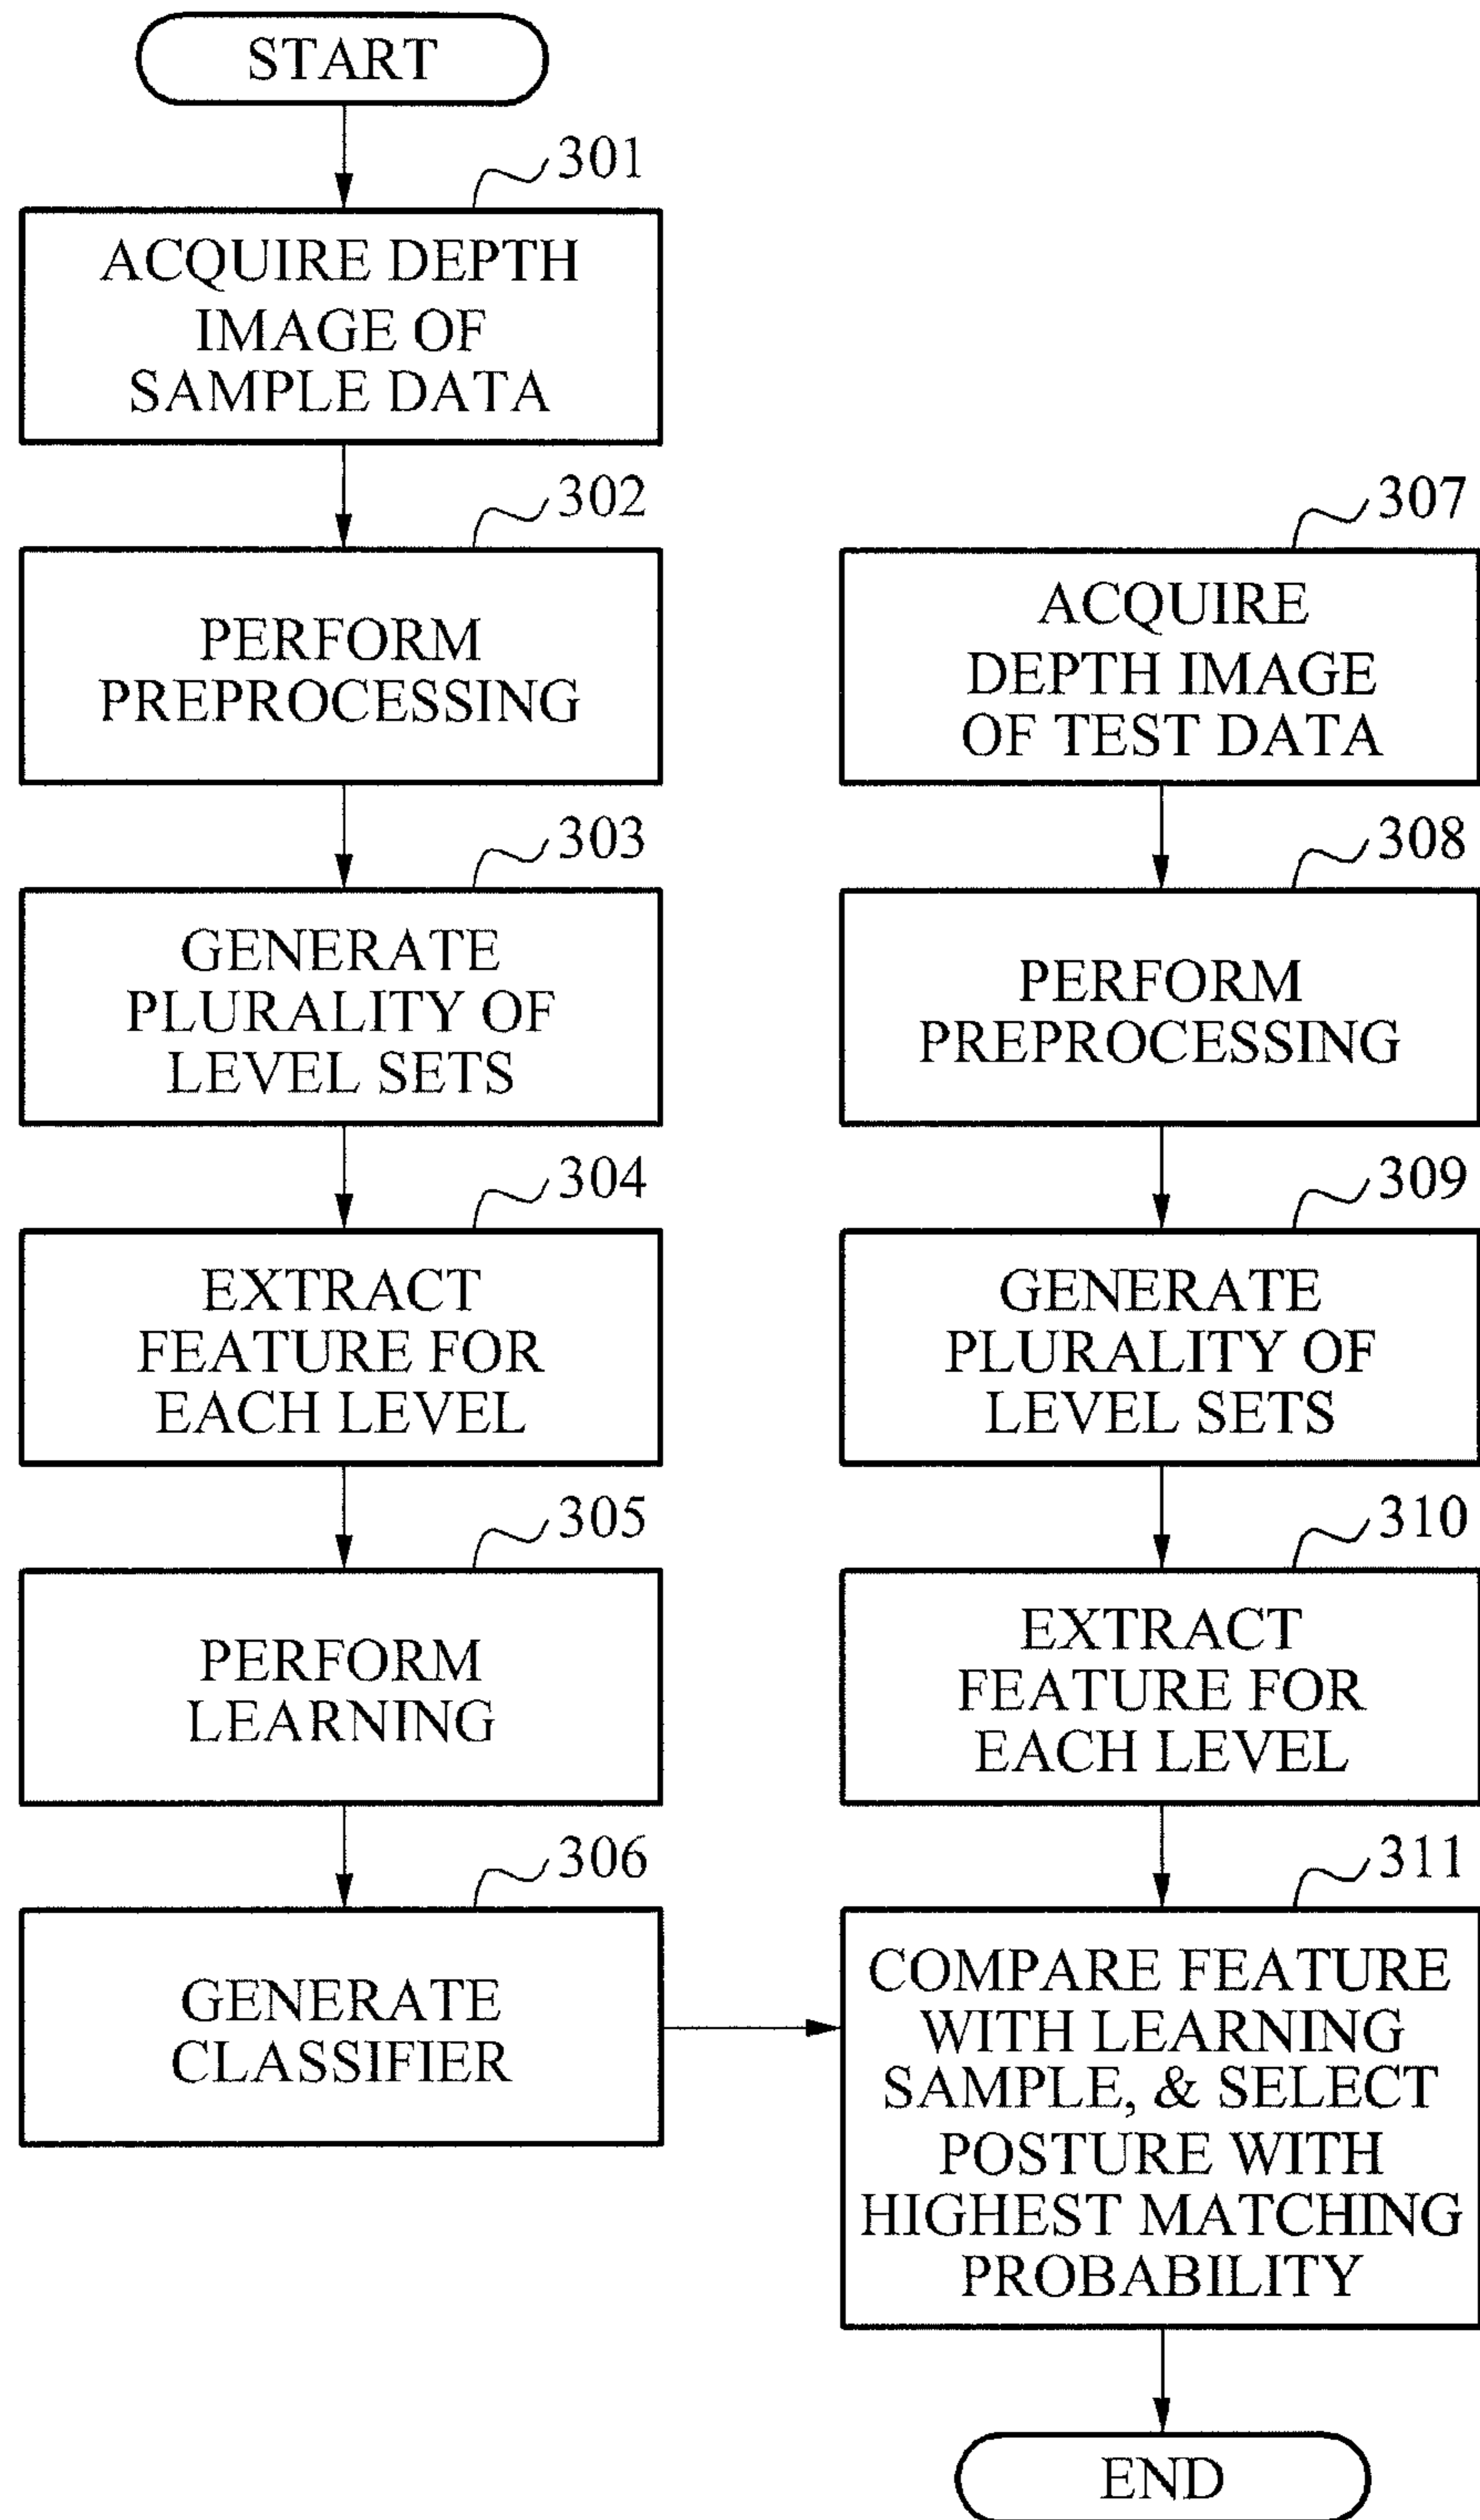 START
301
ACQUIRE DEPTH
IMAGE OF
SAMPLE DATA
302
PERFORM
PREPROCESSING
303
GENERATE
PLURALITY OF
LEVEL SETS
304
EXTRACT
FEATURE FOR
EACH LEVEL
305
PERFORM
LEARNING
306
GENERATE
CLASSIFIER
307
ACQUIRE
DEPTH IMAGE
OF TEST DATA
308
PERFORM
PREPROCESSING
309
GENERATE
PLURALITY OF
LEVEL SETS
310
EXTRACT
FEATURE FOR
EACH LEVEL
311
COMPARE FEATURE
WITH LEARNING
SAMPLE, & SELECT
POSTURE WITH
HIGHEST MATCHING
PROBABILITY
END